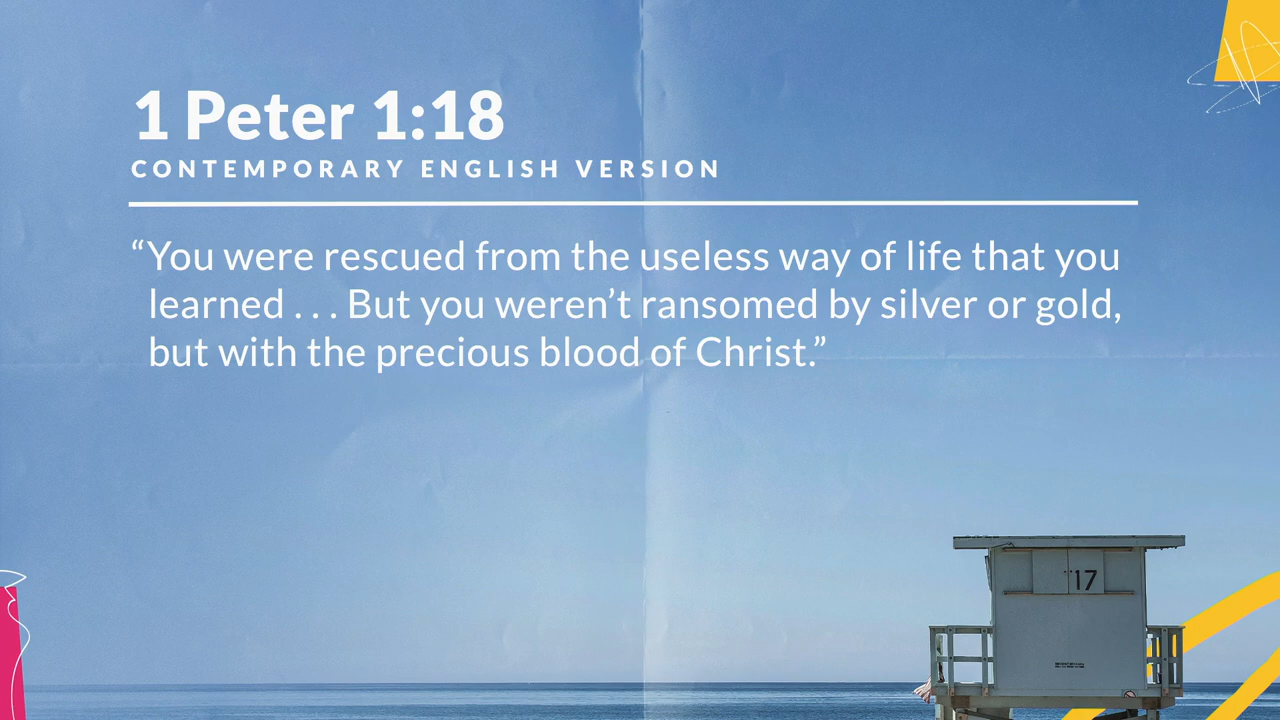 1 Peter 1:18
CONTEMPORARY ENGLISH VERSION
“You were rescued from the useless way of life that you
learned . . . But you weren’t ransomed by silver or gold,
but with the precious blood of Christ.”
17